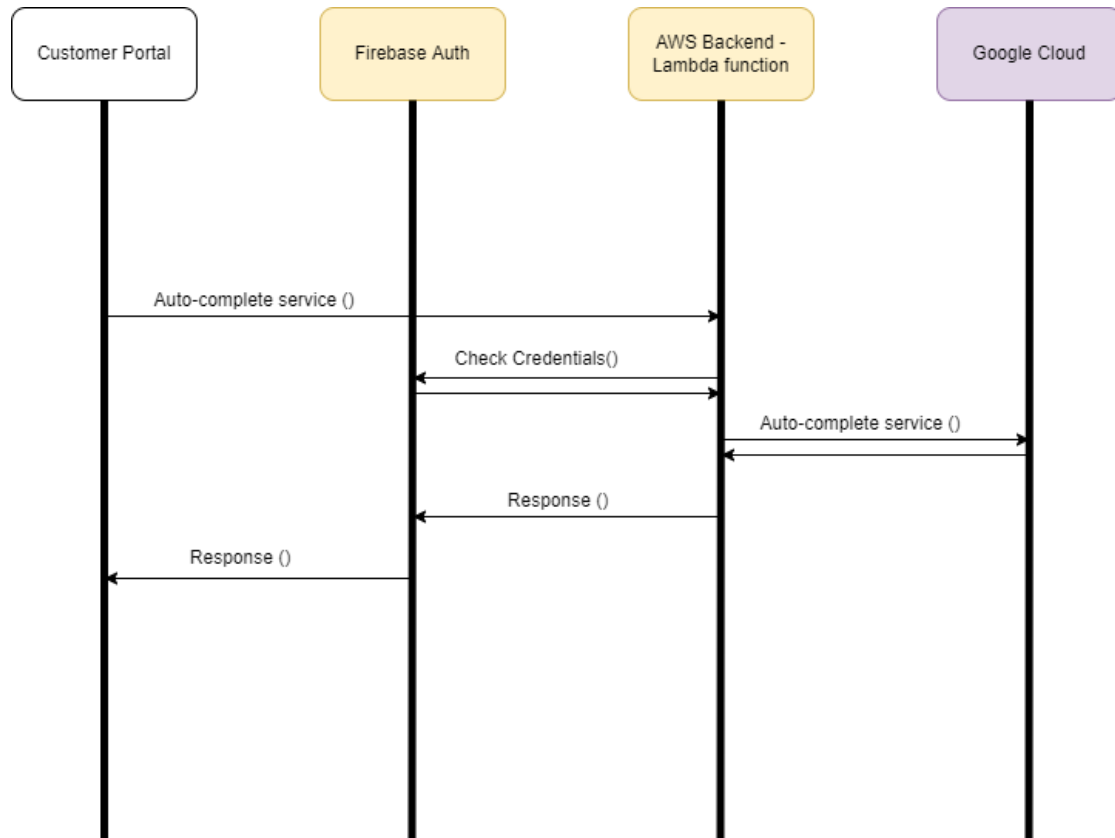 Customer Portal
Firebase Auth
AWS Backend -
Lambda function
Google Cloud
Auto-complete service ()
Check Credentials()
Auto-complete service ()
Response ()
Response ()